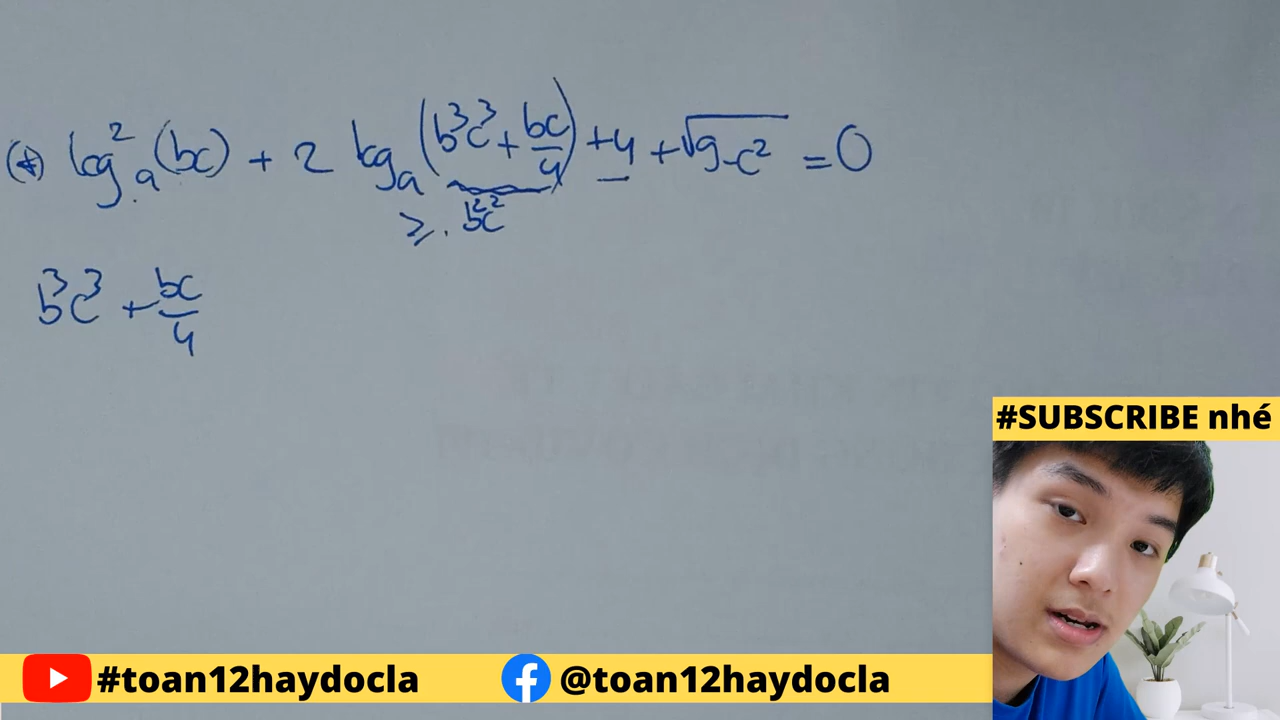 (*) log²ₐ(bc) + 2 logₐ(b³c³ + bc/4) + 4 + √9-c² = 0
≥. b²c²
b³c³ + bc/4
#SUBSCRIBE nhé
#toan12haydocla @toan12haydocla